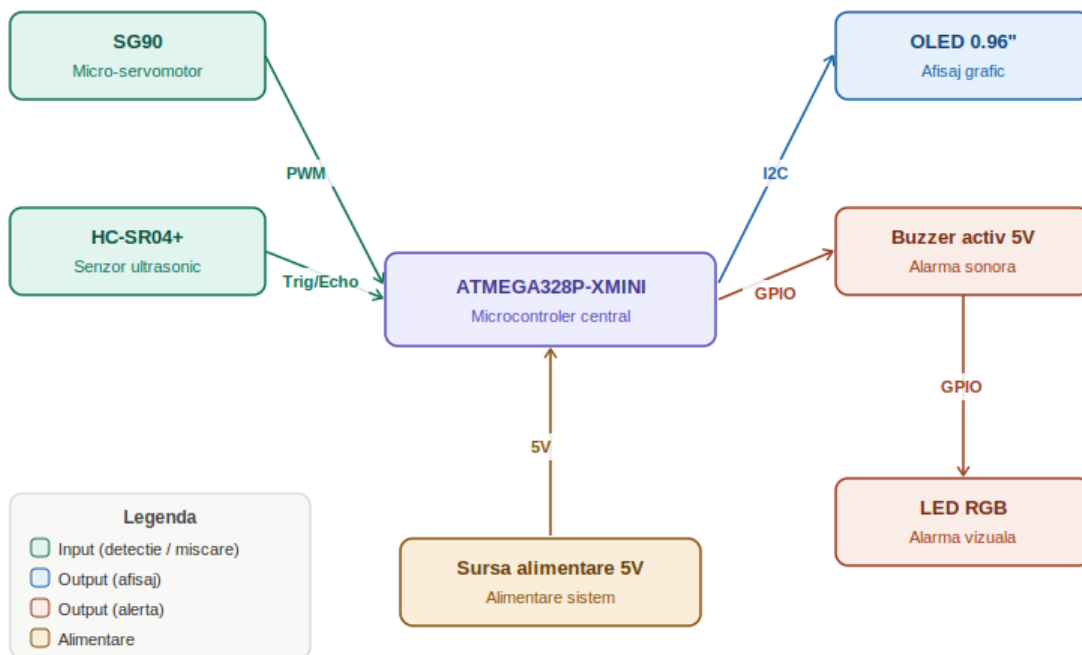 SG90
Micro-servomotor
OLED 0.96"
Afisaj grafic
PWM
I2C
HC-SR04+
Senzor ultrasonic
Trig/Echo
ATMEGA328P-XMINI
Microcontroler central
GPIO
Buzzer activ 5V
Alarma sonora
GPIO
5V
LED RGB
Alarma vizuala
Sursa alimentare 5V
Alimentare sistem
Legenda
Input (detectie / miscare)
Output (afisaj)
Output (alerta)
Alimentare